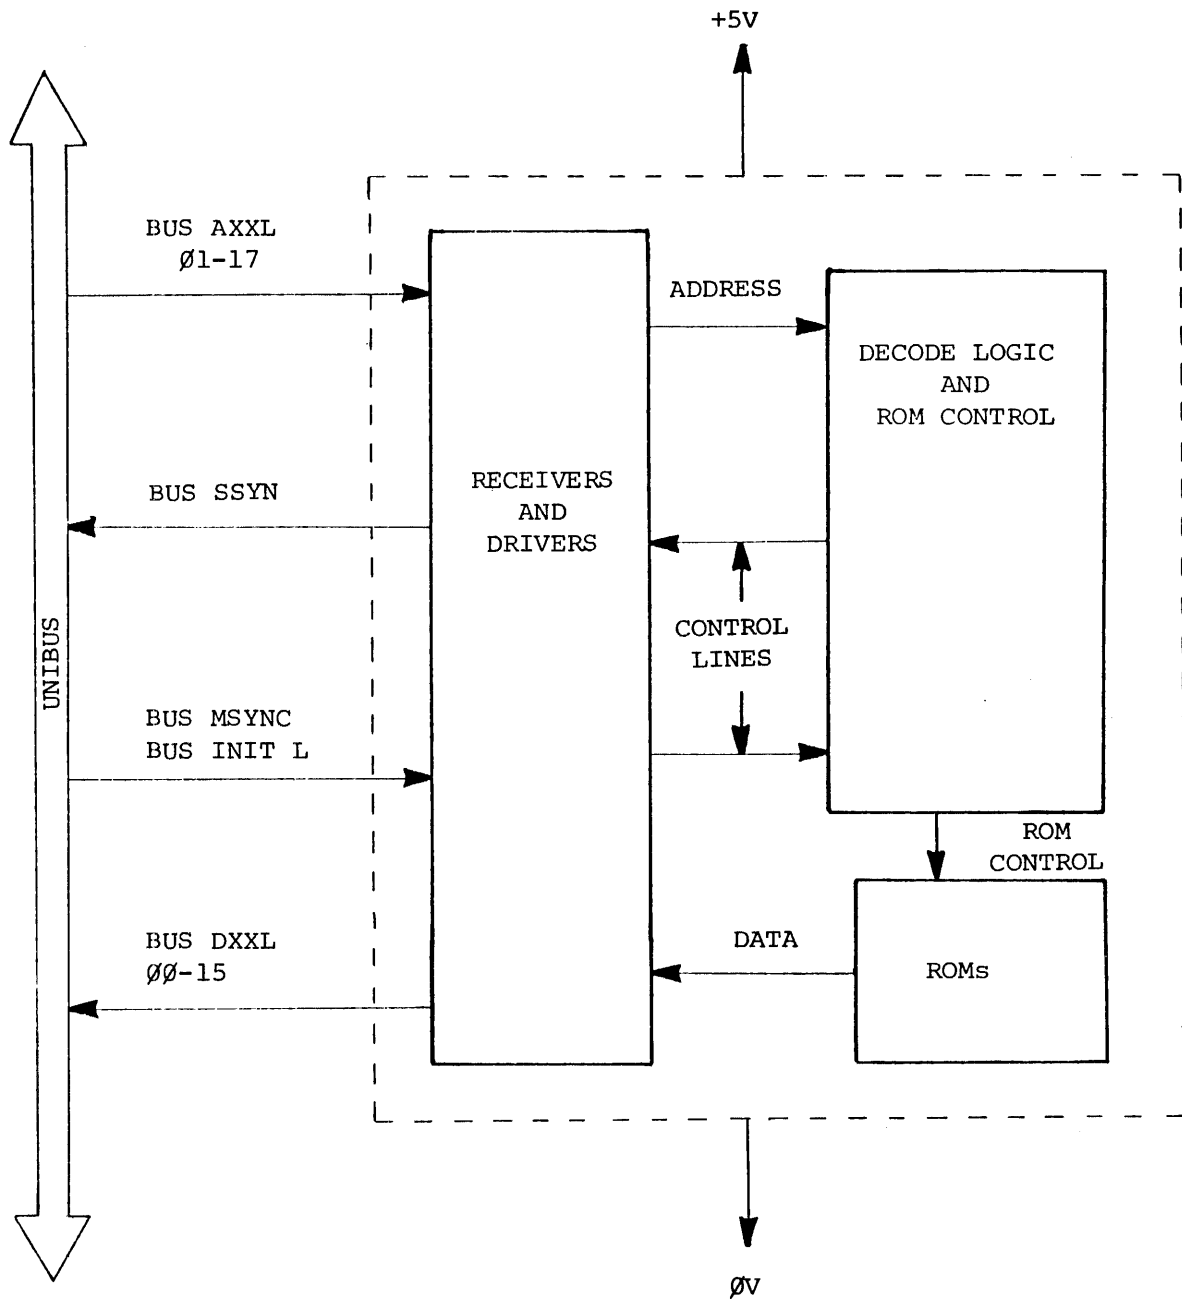 +5V
BUS AXXL
Ø1-17
ADDRESS
DECODE LOGIC
AND
ROM CONTROL
BUS SSYN
RECEIVERS
AND
DRIVERS
UNIBUS
CONTROL
LINES
BUS MSYNC
BUS INIT L
ROM
CONTROL
BUS DXXL
ØØ-15
DATA
ROMs
ØV